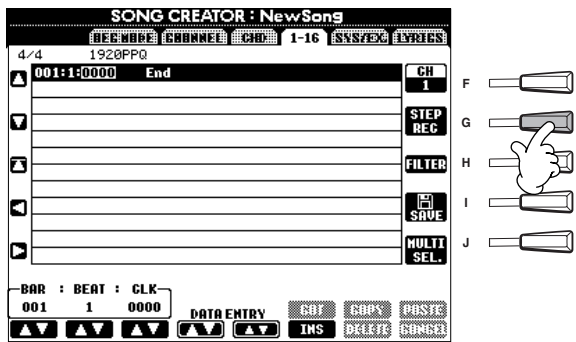 SONG CREATOR : NewSong
REC MODE CHANNEL CHD 1-16 SYS/EX. LYRICS
4/4 1920PPQ
001:1:0000 End
CH
1
STEP
REC
FILTER
SAVE
MULTI
SEL.
F
G
H
I
J
BAR : BEAT : CLK
001 1 0000
DATA ENTRY
CUT COPY PASTE
INS DELETE CANCEL